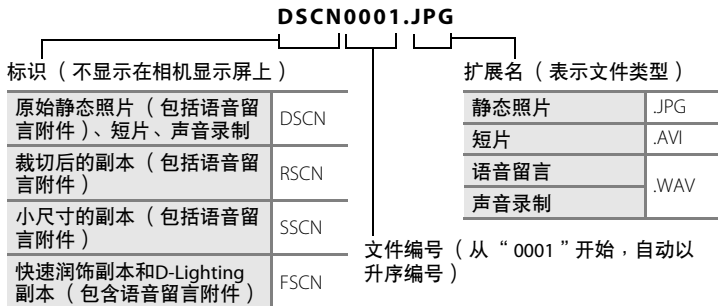 DSCN0001.JPG
标识（不显示在相机显示屏上）
原始静态照片（包括语音留
言附件）、短片、声音录制
DSCN
裁切后的副本（包括语音留
言附件）
RSCN
小尺寸的副本（包括语音留
言附件）
SSCN
快速润饰副本和D-Lighting
副本（包含语音留言附件）
FSCN
扩展名（表示文件类型）
静态照片
.JPG
短片
.AVI
语音留言
声音录制
.WAV
文件编号（从“0001”开始，自动以
升序编号）